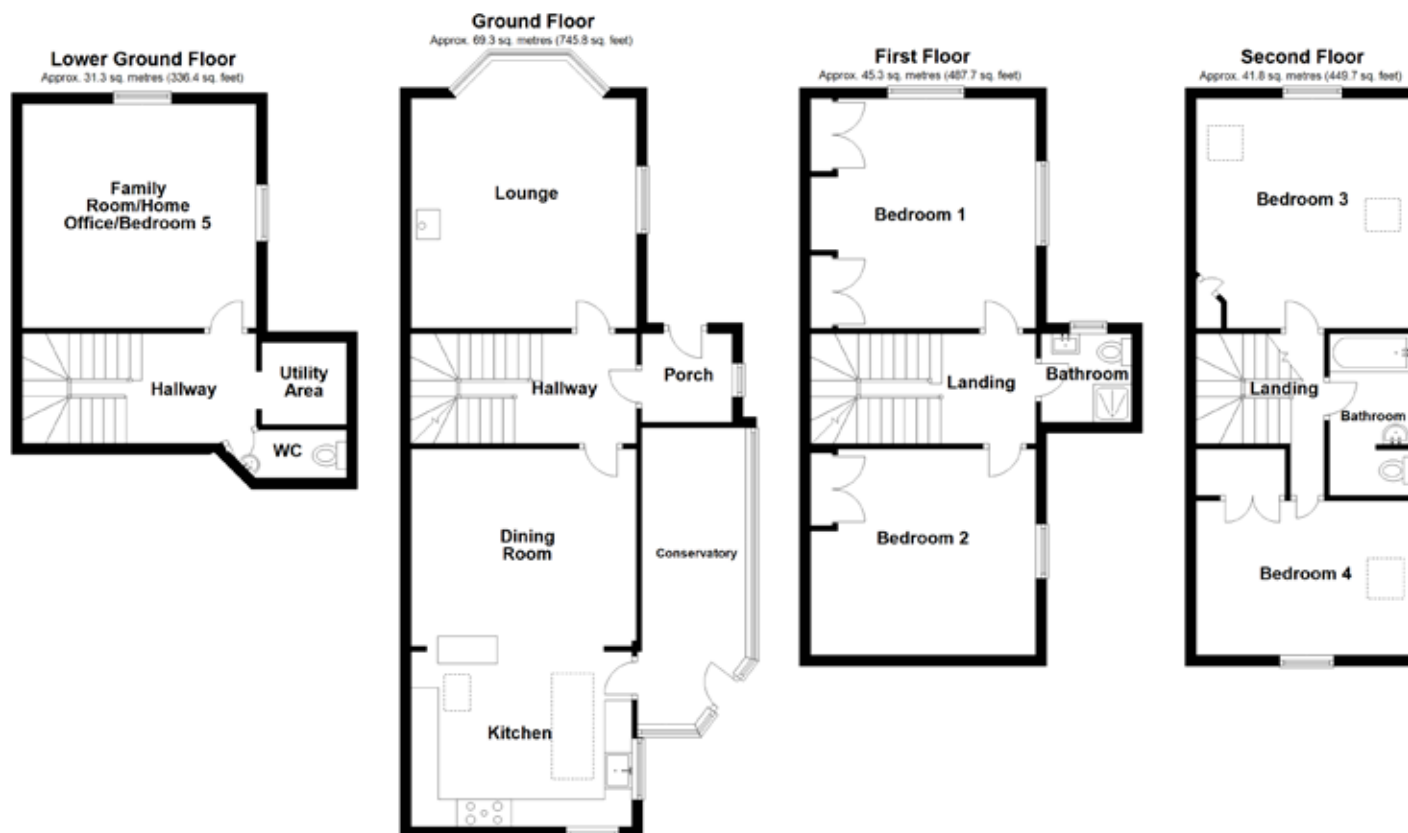 Lower Ground Floor
Approx. 31.3 sq. metres (336.4 sq. feet)
Family
Room/Home
Office/Bedroom 5
Hallway
Utility
Area
WC
Ground Floor
Approx. 69.3 sq. metres (745.8 sq. feet)
Lounge
Hallway
Porch
Dining
Room
Conservatory
Kitchen
First Floor
Approx. 45.3 sq. metres (487.7 sq. feet)
Bedroom 1
Landing
Bathroom
Bedroom 2
Second Floor
Approx. 41.8 sq. metres (449.7 sq. feet)
Bedroom 3
Landing
Bathroom
Bedroom 4